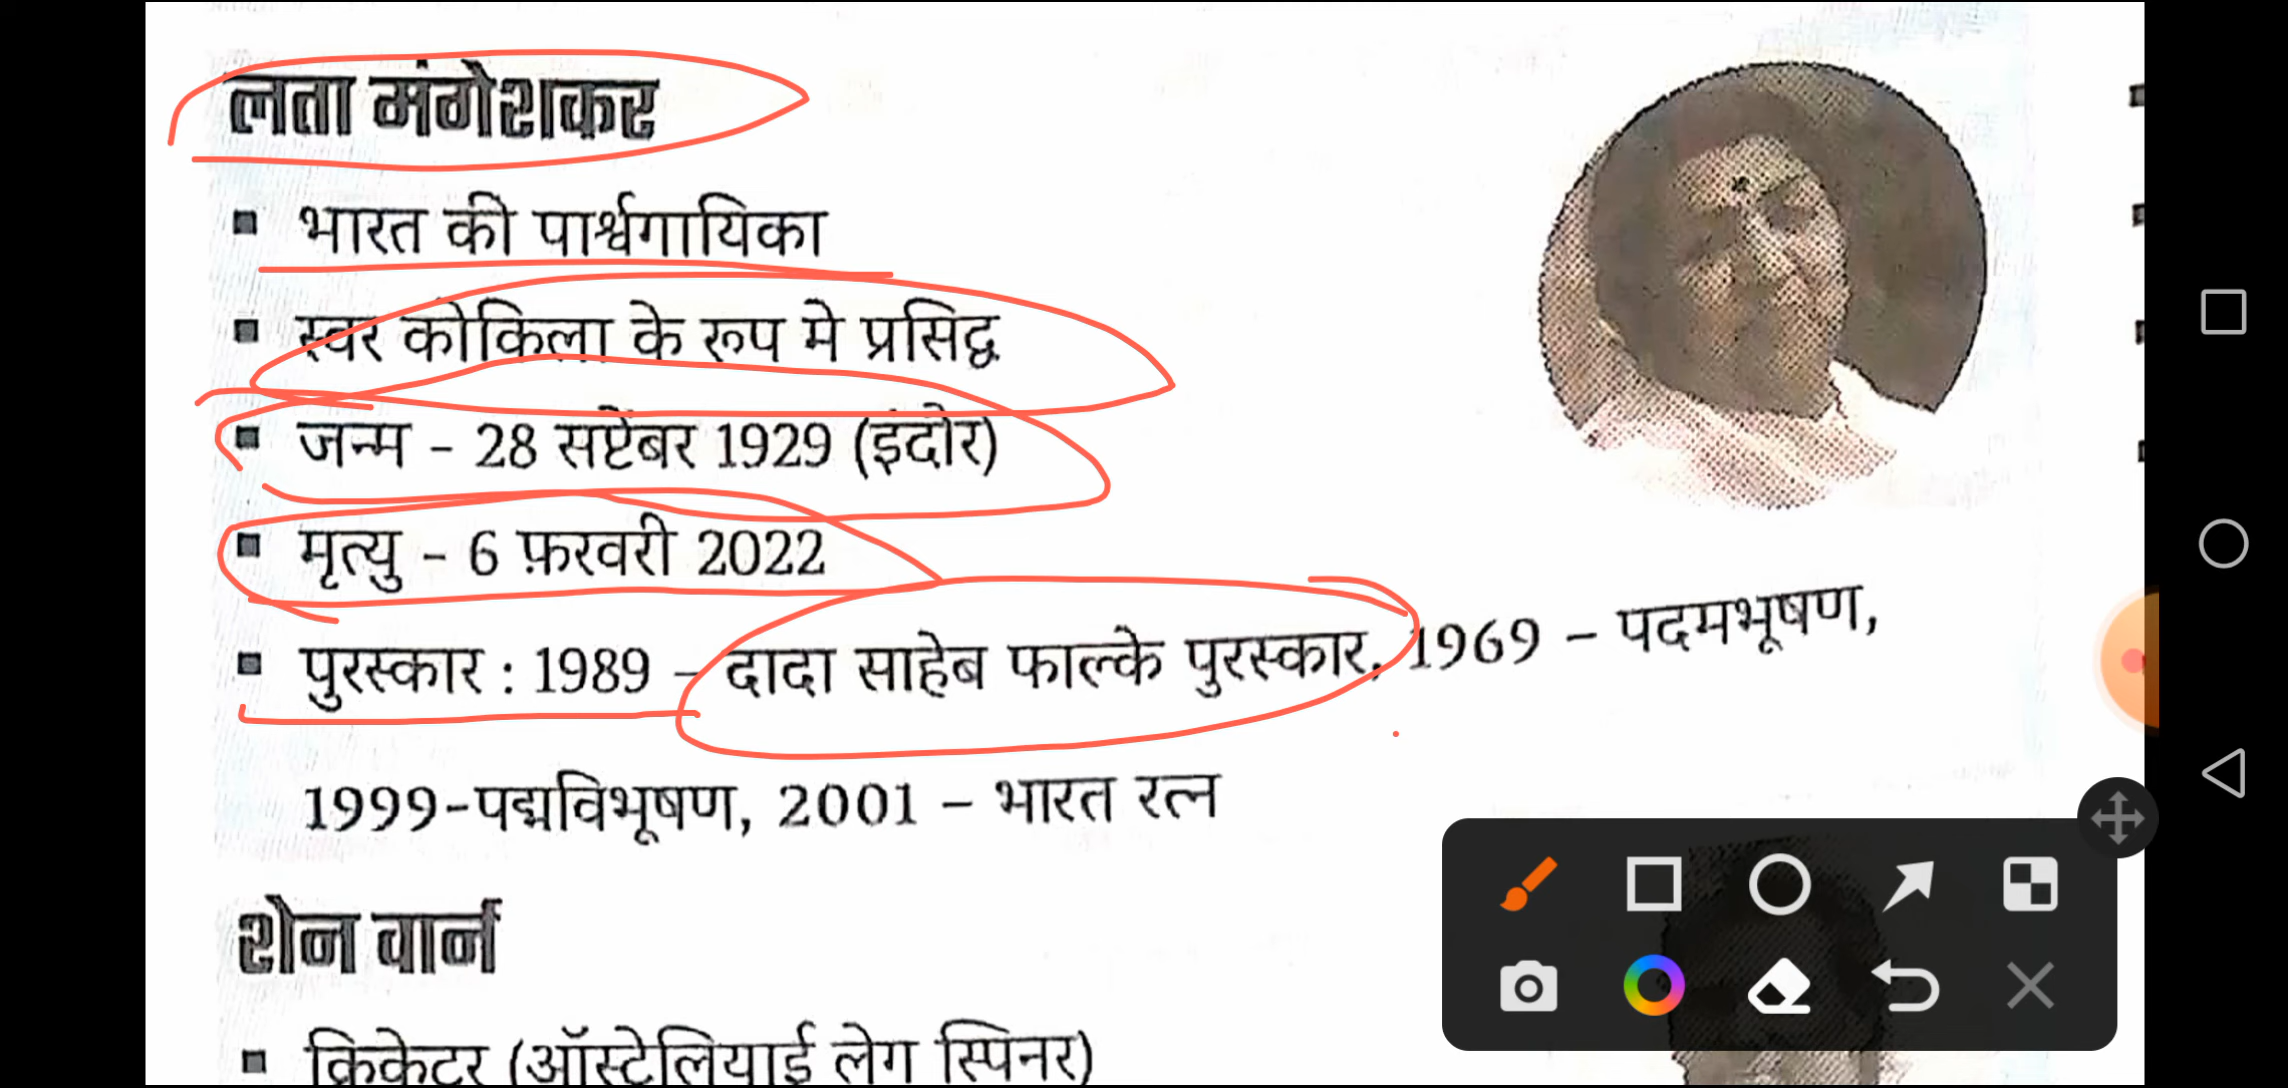 लता मंगेशकर
▪ भारत की पार्श्वगायिका
▪ स्वर कोकिला के रूप मे प्रसिद्ध
▪ जन्म - 28 सप्टेंबर 1929 (इंदोर)
▪ मृत्यु - 6 फ़रवरी 2022
▪ पुरस्कार : 1989 - दादा साहेब फाल्के पुरस्कार, 1969 - पदमभूषण,
1999-पद्मविभूषण, 2001 - भारत रत्न
शेन वार्न
▪ क्रिकेटर (ऑस्टेलियाई लेग स्पिनर)